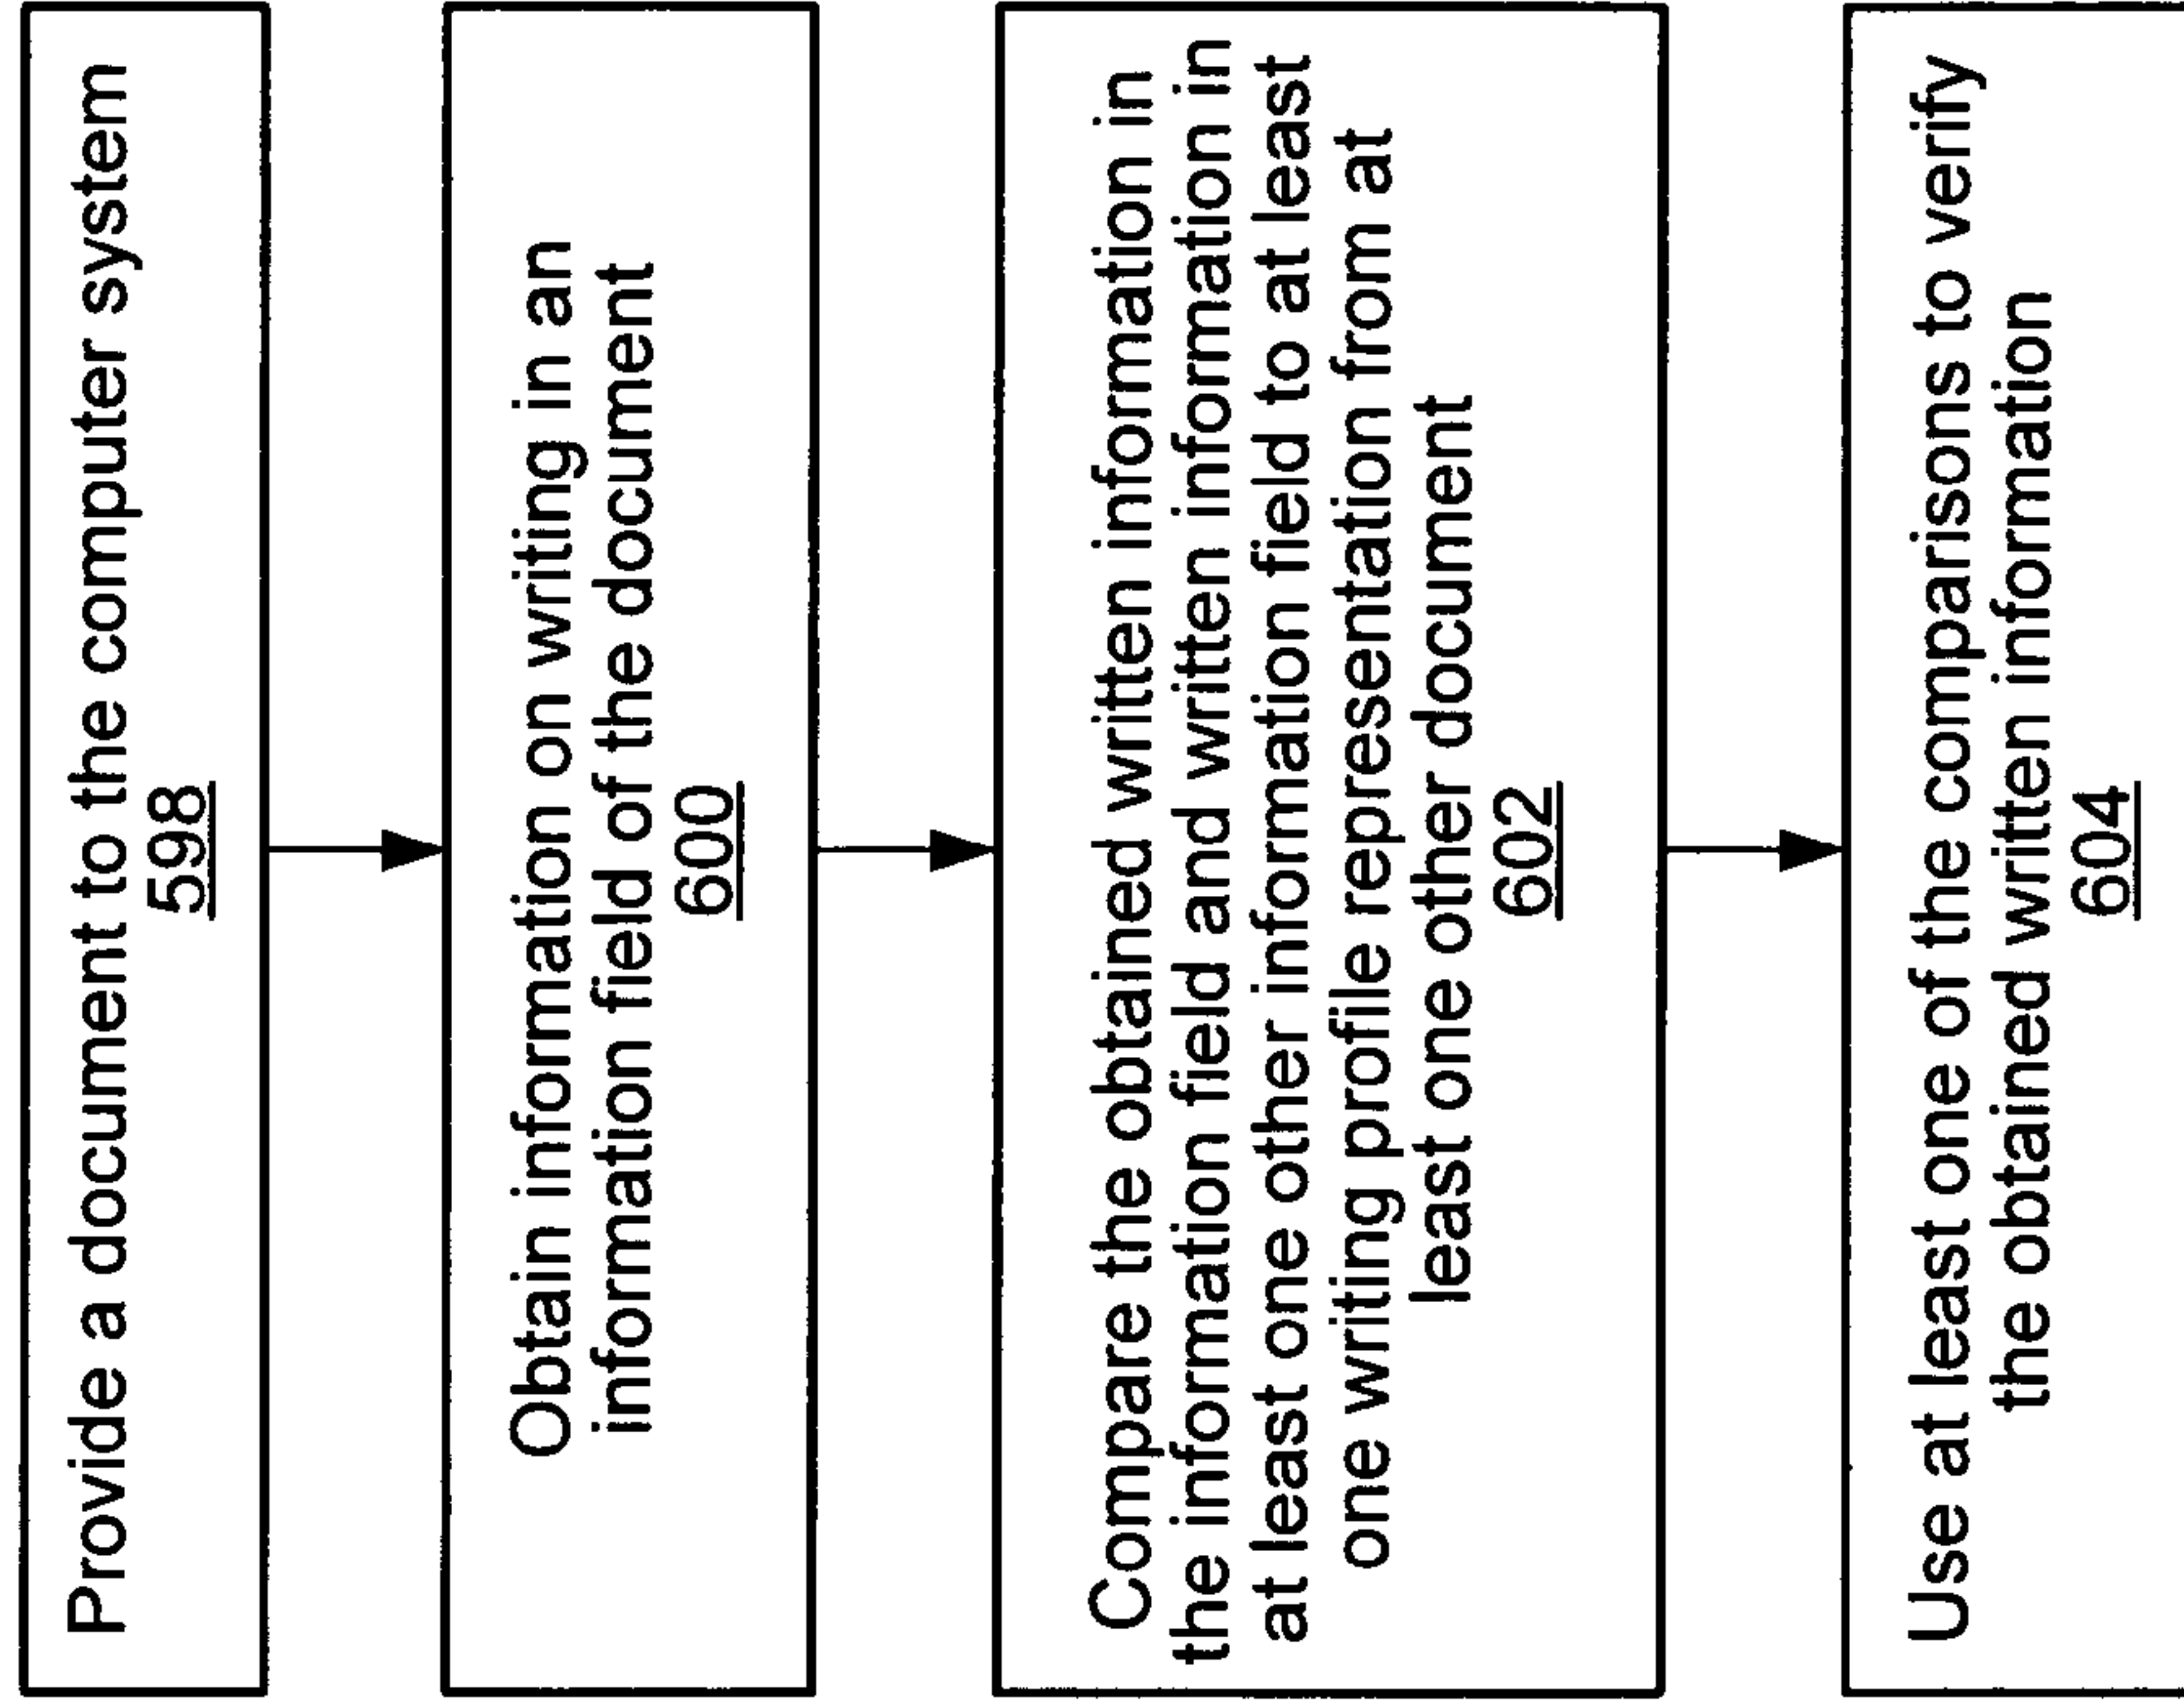 Provide a document to the computer system
598
Obtain information on writing in an
information field of the document
600
Compare the obtained written information in
the information field and written information in
at least one other information field to at least
one writing profile representation from at
least one other document
602
Use at least one of the comparisons to verify
the obtained written information
604